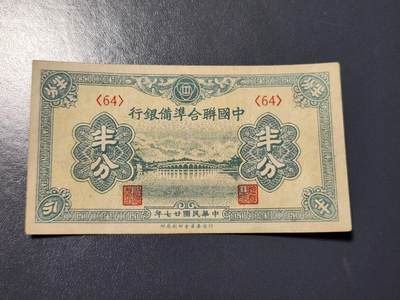 〈64〉 〈64〉
行銀備準合聯國中
半分 半分
年七廿國民華中